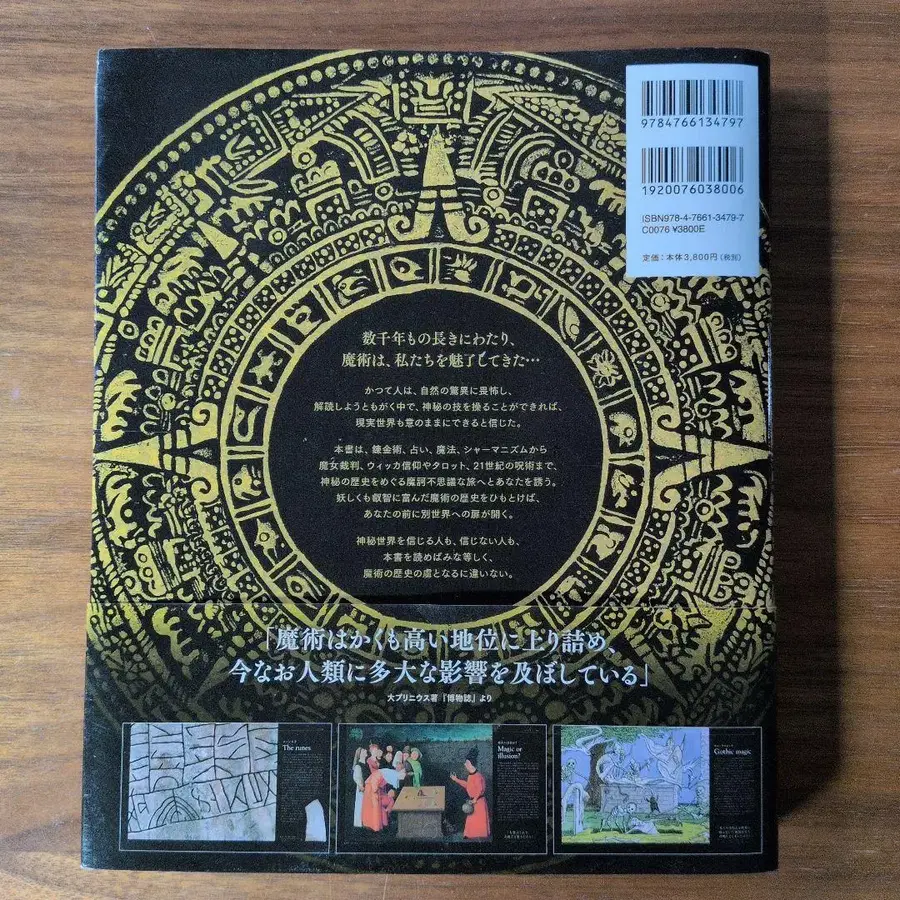 9784766134797
1920076038006
ISBN978-4-7661-3479-7
C0076 ¥3800E
定価:本体3,800円(税別)
数千年もの長きにわたり、
魔術は、私たちを魅了してきた…
かつて人は、自然の驚異に畏怖し、
解読しようともがく中で、神秘の技を操ることができれば、
現実世界も意のままにできると信じた。
本書は、錬金術、占い、魔法、シャーマニズムから
魔女裁判、ウィッカ信仰やタロット、21世紀の呪術まで、
神秘の歴史をめぐる摩訶不思議な旅へとあなたを誘う。
妖しくも叡智に富んだ魔術の歴史をひもとけば、
あなたの前に別世界への扉が開く。
神秘世界を信じる人も、信じない人も、
本書を読めばみな等しく、
魔術の歴史の虜となるに違いない。
「魔術はかくも高い地位に上り詰め、
今なお人類に多大な影響を及ぼしている」
大プリニウス著『博物誌』より
The runes
Magic or
illusion?
Gothic magic